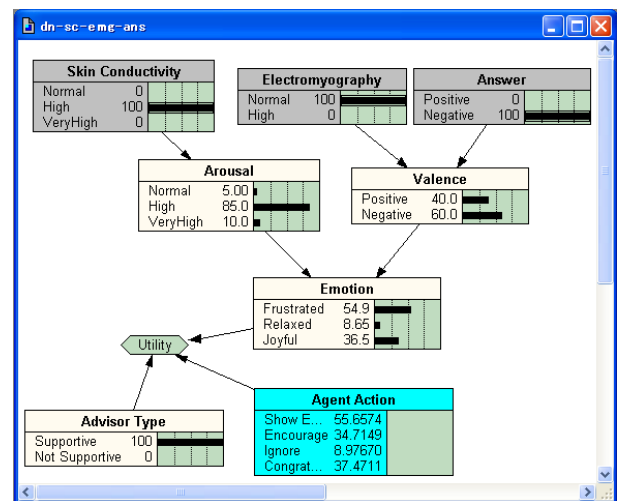 dn-sc-emg-ans
Skin Conductivity
Normal 0
High 100
VeryHigh 0
Electromyography
Normal 100
High 0
Answer
Positive 0
Negative 100
Arousal
Normal 5.00
High 85.0
VeryHigh 10.0
Valence
Positive 40.0
Negative 60.0
Emotion
Frustrated 54.9
Relaxed 8.65
Joyful 36.5
Utility
Advisor Type
Supportive 100
Not Supportive 0
Agent Action
Show E... 55.6574
Encourage 34.7149
Ignore 8.97670
Congrat... 37.4711